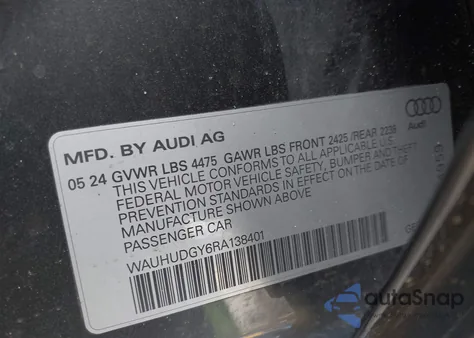 MFD. BY AUDI AG
Audi
05 24 GVWR LBS 4475 GAWR LBS FRONT 2425 /REAR 2236
THIS VEHICLE CONFORMS TO ALL APPLICABLE U.S.
FEDERAL MOTOR VEHICLE SAFETY, BUMPER AND THEFT
PREVENTION STANDARDS IN EFFECT ON THE DATE OF
MANUFACTURE SHOWN ABOVE
PASSENGER CAR
WAUHUDGY6RA138401
autoSnap